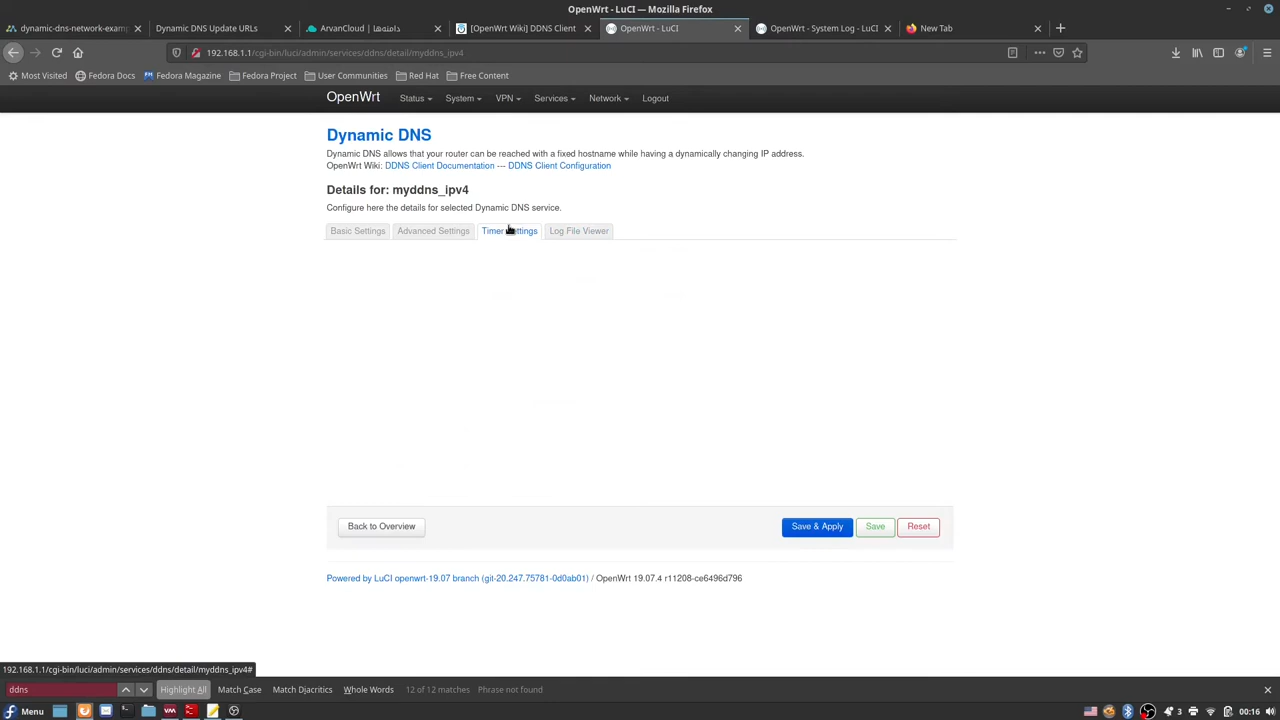 OpenWrt - LuCI — Mozilla Firefox
dynamic-dns-network-exam
Dynamic DNS Update URLs
ArvanCloud | دامنه‌ها
[OpenWrt Wiki] DDNS Client
OpenWrt - LuCI
OpenWrt - System Log - LuCI
New Tab
192.168.1.1/cgi-bin/luci/admin/services/ddns/detail/myddns_ipv4
Most Visited
Fedora Docs
Fedora Magazine
Fedora Project
User Communities
Red Hat
Free Content
OpenWrt
Status
System
VPN
Services
Network
Logout
Dynamic DNS
Dynamic DNS allows that your router can be reached with a fixed hostname while having a dynamically changing IP address.
OpenWrt Wiki: DDNS Client Documentation --- DDNS Client Configuration
Details for: myddns_ipv4
Configure here the details for selected Dynamic DNS service.
Basic Settings
Advanced Settings
Timer Settings
Log File Viewer
Back to Overview
Save & Apply
Save
Reset
Powered by LuCI openwrt-19.07 branch (git-20.247.75781-0d0ab01) / OpenWrt 19.07.4 r11208-ce6496d796
192.168.1.1/cgi-bin/luci/admin/services/ddns/detail/myddns_ipv4#
ddns
Highlight All
Match Case
Match Diacritics
Whole Words
12 of 12 matches
Phrase not found
Menu
3
00:16